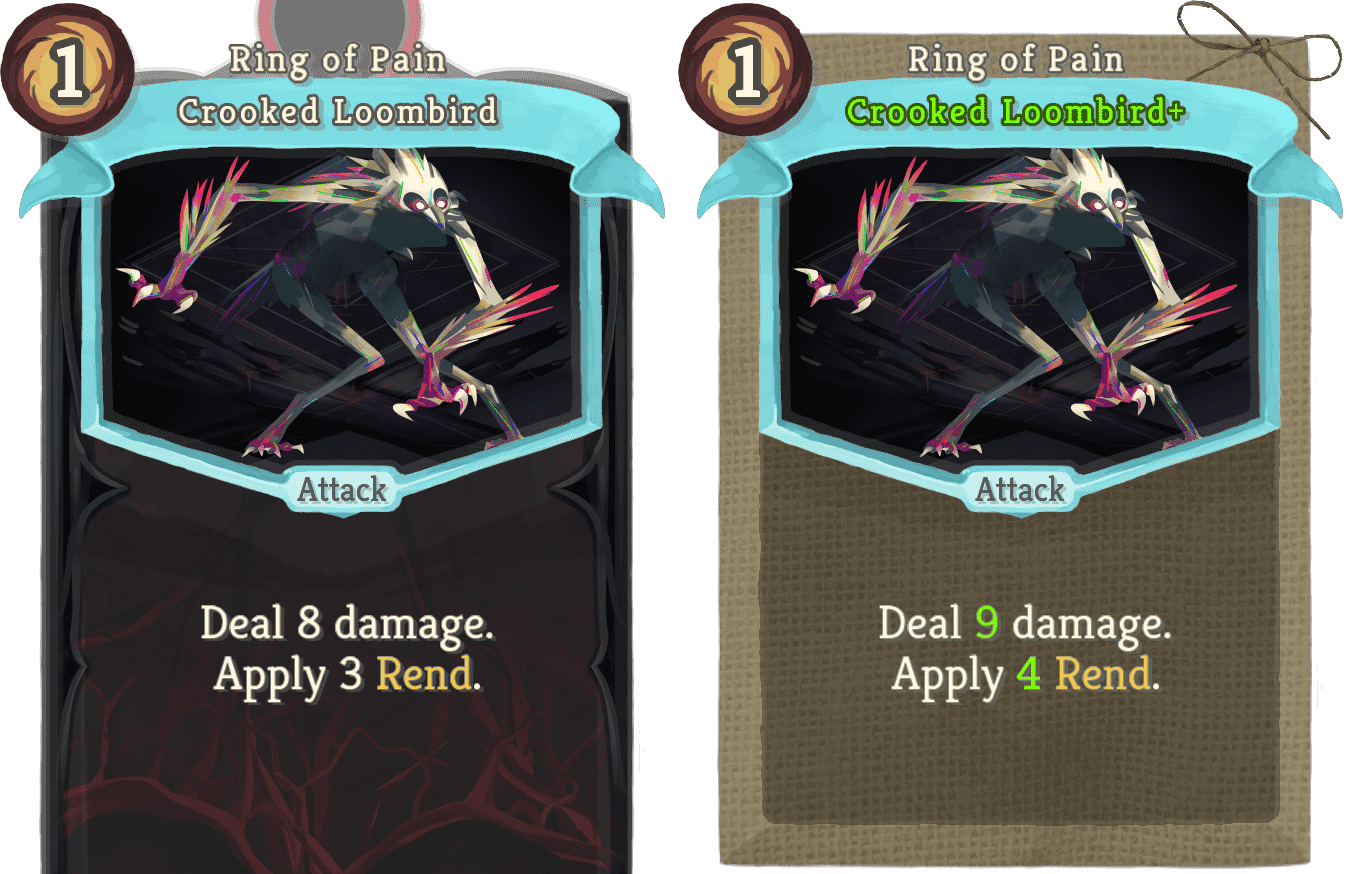 1
Ring of Pain
Crooked Loombird
Attack
Deal 8 damage.
Apply 3 Rend.
1
Ring of Pain
Crooked Loombird+
Attack
Deal 9 damage.
Apply 4 Rend.